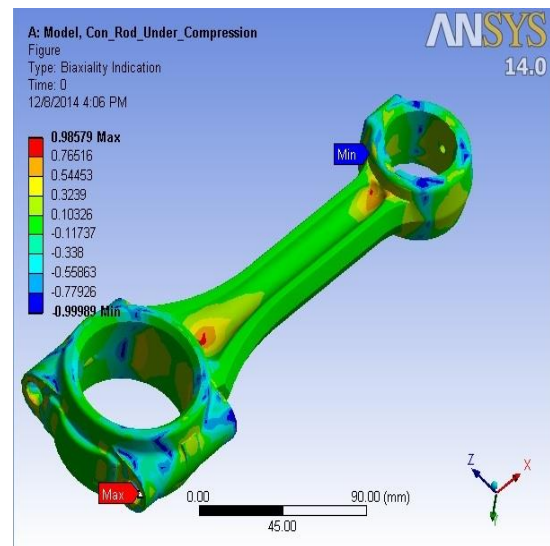 A: Model, Con_Rod_Under_Compression
Figure
Type: Biaxiality Indication
Time: 0
12/8/2014 4:06 PM
ANSYS
14.0
0.98579 Max
0.76516
0.54453
0.3239
0.10326
-0.11737
-0.338
-0.55863
-0.77926
-0.99989 Min
Min
Max
0.00
90.00 (mm)
45.00
Z
X
Y